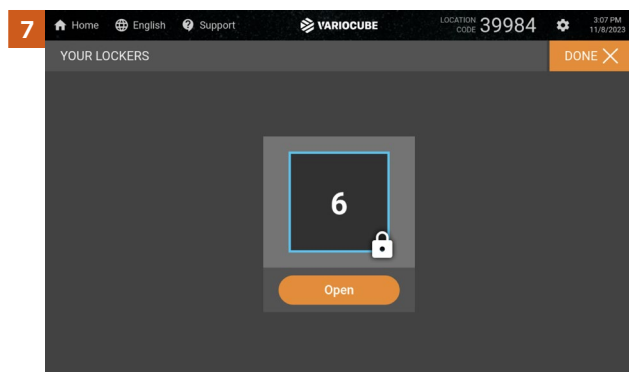 7
Home English Support VARIOCUBE LOCATION CODE 39984 3:07 PM 11/8/2023
YOUR LOCKERS DONE
6
Open